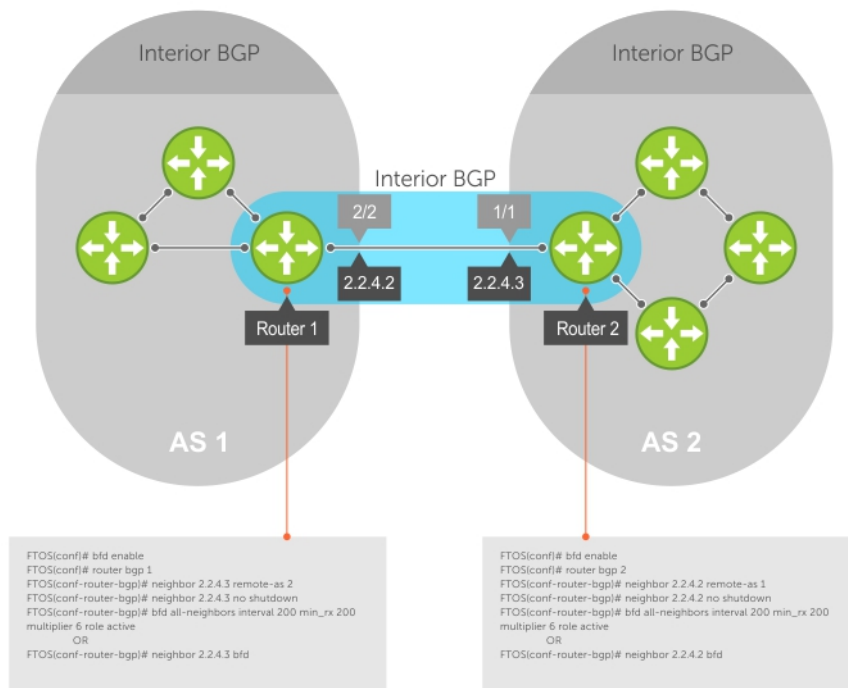 Interior BGP
Interior BGP
Interior BGP
2/2
1/1
2.2.4.2
2.2.4.3
Router 1
Router 2
AS 1
AS 2
FTOS(conf)# bfd enable
FTOS(conf)# router bgp 1
FTOS(conf-router-bgp)# neighbor 2.2.4.3 remote-as 2
FTOS(conf-router-bgp)# neighbor 2.2.4.3 no shutdown
FTOS(conf-router-bgp)# bfd all-neighbors interval 200 min_rx 200
multiplier 6 role active
OR
FTOS(conf-router-bgp)# neighbor 2.2.4.3 bfd
FTOS(conf)# bfd enable
FTOS(conf)# router bgp 2
FTOS(conf-router-bgp)# neighbor 2.2.4.2 remote-as 1
FTOS(conf-router-bgp)# neighbor 2.2.4.2 no shutdown
FTOS(conf-router-bgp)# bfd all-neighbors interval 200 min_rx 200
multiplier 6 role active
OR
FTOS(conf-router-bgp)# neighbor 2.2.4.2 bfd